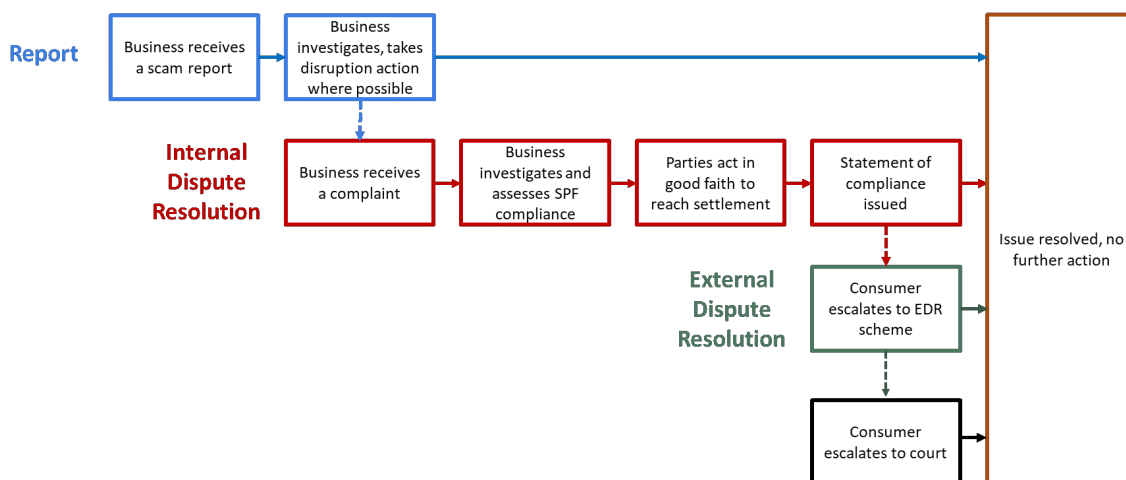 Report
Business receives
a scam report
Business
investigates, takes
disruption action
where possible
Internal
Dispute
Resolution
Business receives
a complaint
Business
investigates and
assesses SPF
compliance
Parties act in
good faith to
reach settlement
Statement of
compliance
issued
Issue resolved, no
further action
External
Dispute
Resolution
Consumer
escalates to EDR
scheme
Consumer
escalates to court